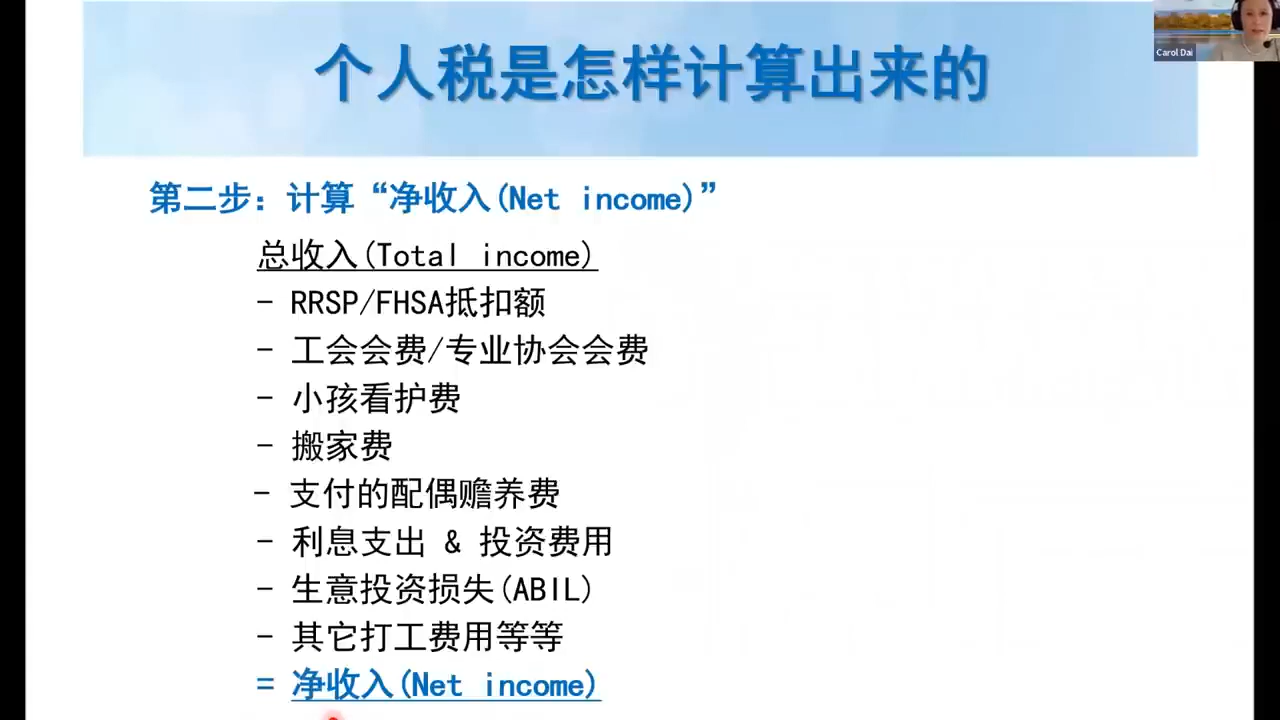 个人税是怎样计算出来的
Carol Dai
第二步：计算“净收入(Net income)”
总收入(Total income)
- RRSP/FHSA抵扣额
- 工会会费/专业协会会费
- 小孩看护费
- 搬家费
- 支付的配偶赡养费
- 利息支出 & 投资费用
- 生意投资损失(ABIL)
- 其它打工费用等等
= 净收入(Net income)